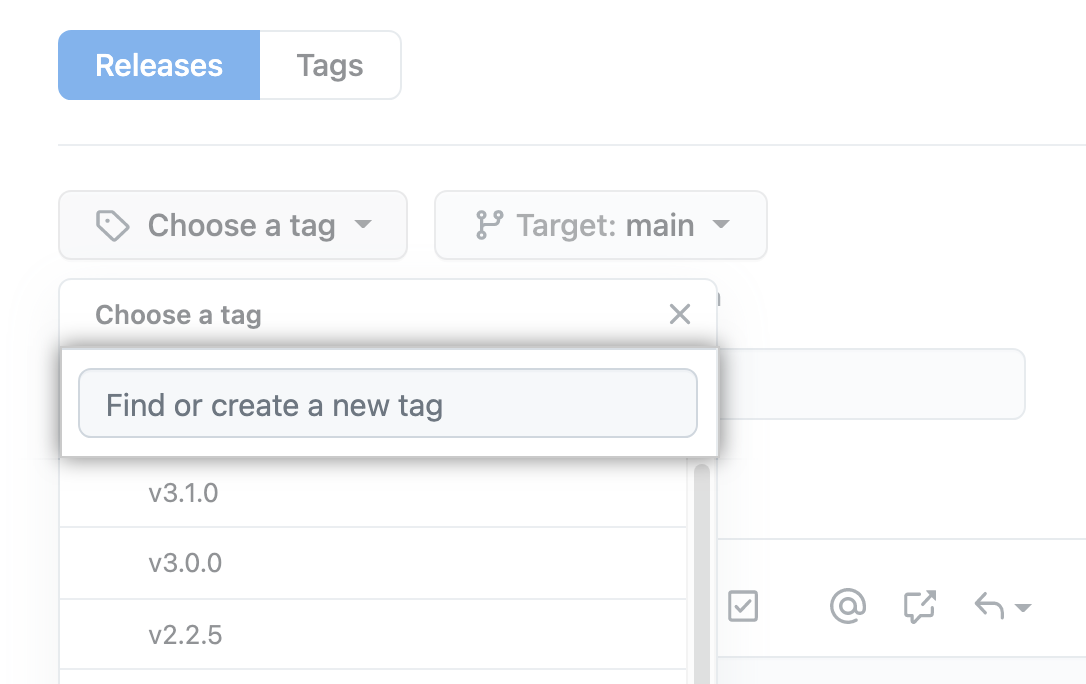 Releases Tags
Choose a tag Target: main
Choose a tag
Find or create a new tag
v3.1.0
v3.0.0
v2.2.5